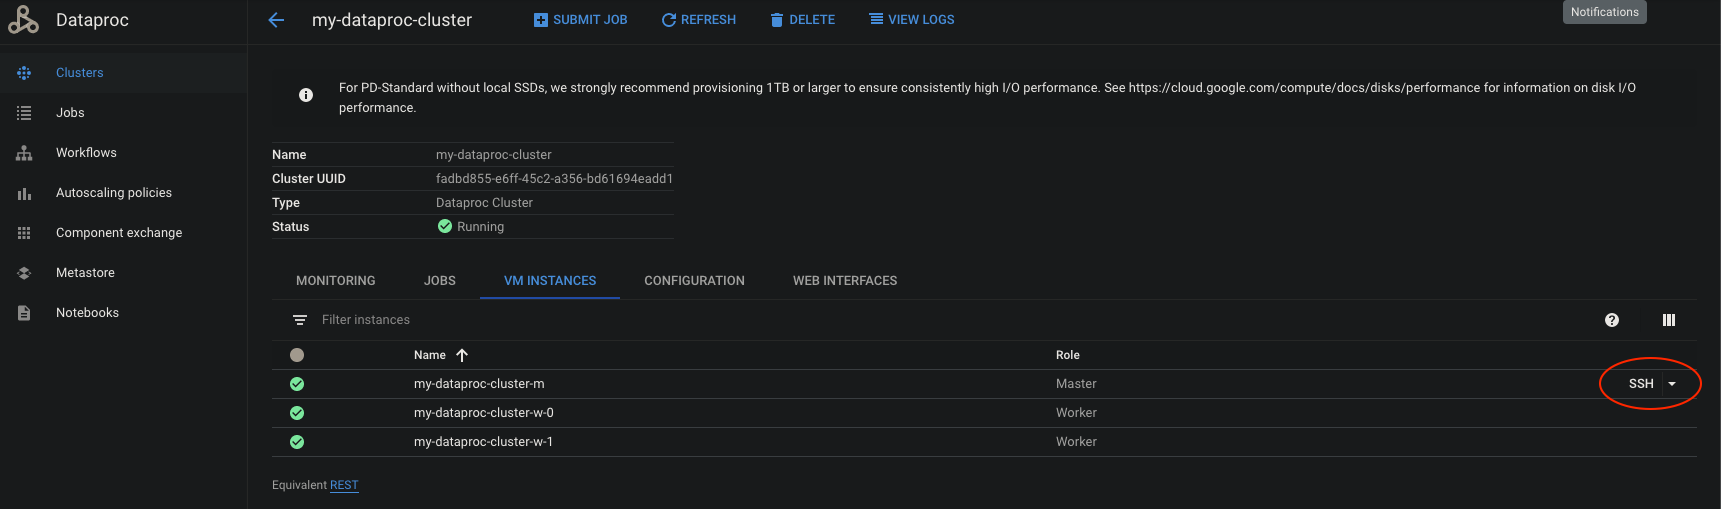 Dataproc
my-dataproc-cluster
SUBMIT JOB
REFRESH
DELETE
VIEW LOGS
Notifications
Clusters
Jobs
Workflows
Autoscaling policies
Component exchange
Metastore
Notebooks
For PD-Standard without local SSDs, we strongly recommend provisioning 1TB or larger to ensure consistently high I/O performance. See https://cloud.google.com/compute/docs/disks/performance for information on disk I/O
performance.
Name my-dataproc-cluster
Cluster UUID fadbd855-e6ff-45c2-a356-bd61694eadd1
Type Dataproc Cluster
Status Running
MONITORING JOBS VM INSTANCES CONFIGURATION WEB INTERFACES
Filter instances
Name Role
my-dataproc-cluster-m Master SSH
my-dataproc-cluster-w-0 Worker
my-dataproc-cluster-w-1 Worker
Equivalent REST